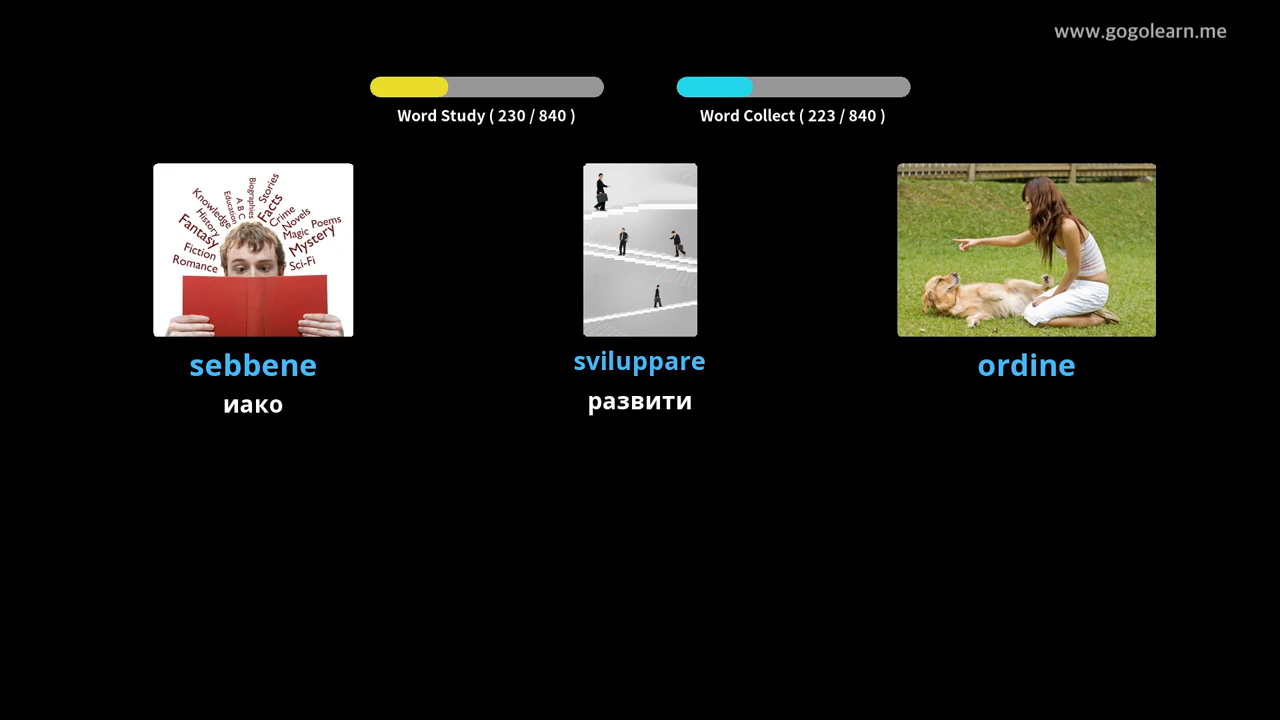 www.gogolearn.me
Word Study ( 230 / 840 )
Word Collect ( 223 / 840 )
Knowledge
History
Fantasy
Fiction
Romance
Education
A B C
Biographies
Stories
Facts
Crime
Novels
Magic
Poems
Mystery
Sci-Fi
sebbene
sviluppare
ordine
иако
развити